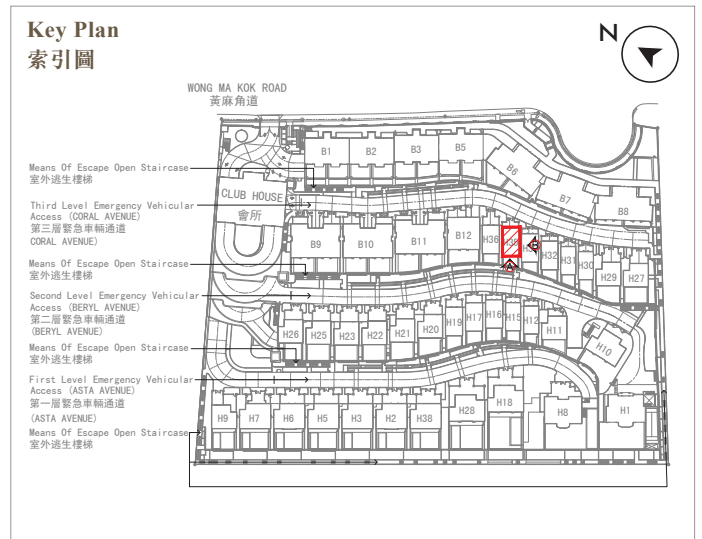 Key Plan
索引圖
N
WONG MA KOK ROAD
黃麻角道
Means Of Escape Open Staircase
室外逃生樓梯
CLUB HOUSE
會所
Third Level Emergency Vehicular
Access (CORAL AVENUE)
第三層緊急車輛通道
CORAL AVENUE)
Means Of Escape Open Staircase
室外逃生樓梯
Second Level Emergency Vehicular
Access (BERYL AVENUE)
第二層緊急車輛通道
(BERYL AVENUE)
Means Of Escape Open Staircase
室外逃生樓梯
First Level Emergency Vehicular
Access (ASTA AVENUE)
第一層緊急車輛通道
(ASTA AVENUE)
Means Of Escape Open Staircase
室外逃生樓梯
B1 B2 B3 B5
B6
B7
B8
B9 B10 B11 B12 H36
A
B
H32 H31 H30 H29 H27
H26 H25 H23 H22 H21 H20 H19 H17 H16 H15 H12 H11
H10
H9 H7 H6 H5 H3 H2 H38 H28 H18 H8 H1